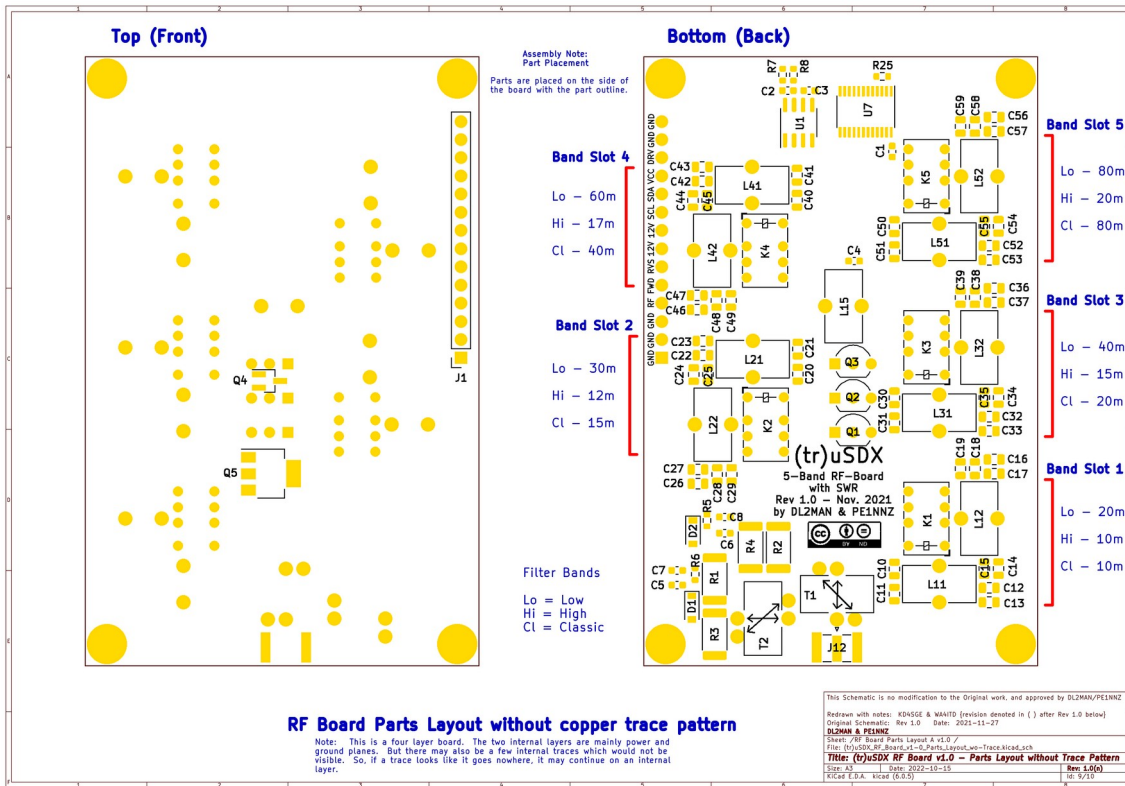 1 2 3 4 5 6 7 8
Top (Front)
Bottom (Back)
Assembly Note:
Part Placement
Parts are placed on the side of
the board with the part outline.
J1
Q4
Q5
Band Slot 4
Lo – 60m
Hi – 17m
Cl – 40m
Band Slot 2
Lo – 30m
Hi – 12m
Cl – 15m
Filter Bands
Lo = Low
Hi = High
Cl = Classic
GND GND RF FWD RVS 12V 12V SCL SDA VCC DRV GND GND
R7
R8
R25
C2
C3
U1
U7
C59
C58
C56
C57
C1
K5
L52
C43
C42
C44
C45
L41
C41
C40
L42
K4
C50
C51
L51
C55
C54
C52
C53
C4
L15
C47
C46
C48
C49
C39
C38
C36
C37
K3
L32
C23
C22
C24
C25
L21
C21
C20
Q3
Q2
Q1
L22
K2
C30
C31
L31
C35
C34
C32
C33
C27
C26
C28
C29
C19
C18
C16
C17
(tr)uSDX
5-Band RF-Board
with SWR
Rev 1.0 – Nov. 2021
by DL2MAN & PE1NNZ
cc
K1
L12
R5
D2
C8
C6
R4
R2
C7
C5
R6
R1
D1
R3
T2
T1
J12
C10
C11
L11
C15
C14
C12
C13
Band Slot 5
Lo – 80m
Hi – 20m
Cl – 80m
Band Slot 3
Lo – 40m
Hi – 15m
Cl – 20m
Band Slot 1
Lo – 20m
Hi – 10m
Cl – 10m
RF Board Parts Layout without copper trace pattern
Note: This is a four layer board. The two internal layers are mainly power and
ground planes. But there may also be a few internal traces which would not be
visible. So, if a trace looks like it goes nowhere, it may continue on an internal
layer.
This Schematic is no modification to the Original work, and approved by DL2MAN/PE1NNZ
Redrawn with notes: KD4SGE & WA4ITD (revision denoted in ( ) after Rev 1.0 below)
Original Schematic: Rev 1.0 Date: 2021-11-27
DL2MAN & PE1NNZ
Sheet: /RF Board Parts Layout A v1.0 /
File: (tr)uSDX_RF_Board_v1-0_Parts_Layout_wo-Trace.kicad_sch
Title: (tr)uSDX RF Board v1.0 – Parts Layout without Trace Pattern
Size: A3 Date: 2022-10-15 Rev: 1.0(n)
KiCad E.D.A. kicad (6.0.5) Id: 9/10